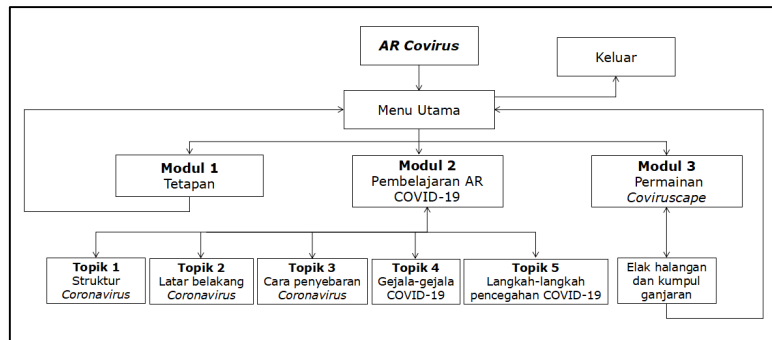 AR Covirus
Keluar
Menu Utama
Modul 1
Tetapan
Modul 2
Pembelajaran AR
COVID-19
Modul 3
Permainan
Coviruscape
Topik 1
Struktur
Coronavirus
Topik 2
Latar belakang
Coronavirus
Topik 3
Cara penyebaran
Coronavirus
Topik 4
Gejala-gejala
COVID-19
Topik 5
Langkah-langkah
pencegahan COVID-19
Elak halangan
dan kumpul
ganjaran